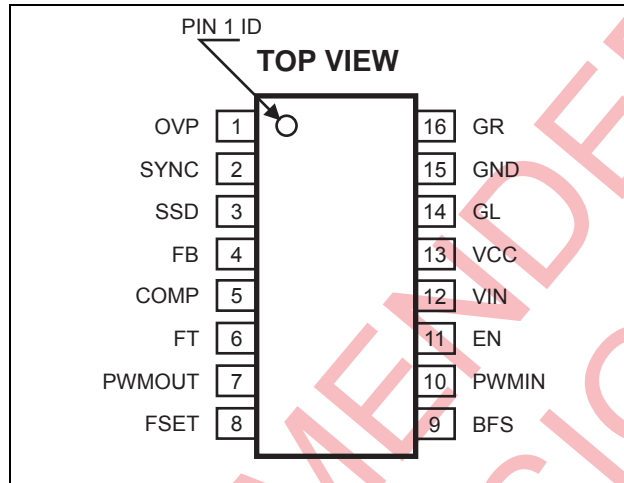 PIN 1 ID
TOP VIEW
OVP 1 16 GR
SYNC 2 15 GND
SSD 3 14 GL
FB 4 13 VCC
COMP 5 12 VIN
FT 6 11 EN
PWMOUT 7 10 PWMIN
FSET 8 9 BFS